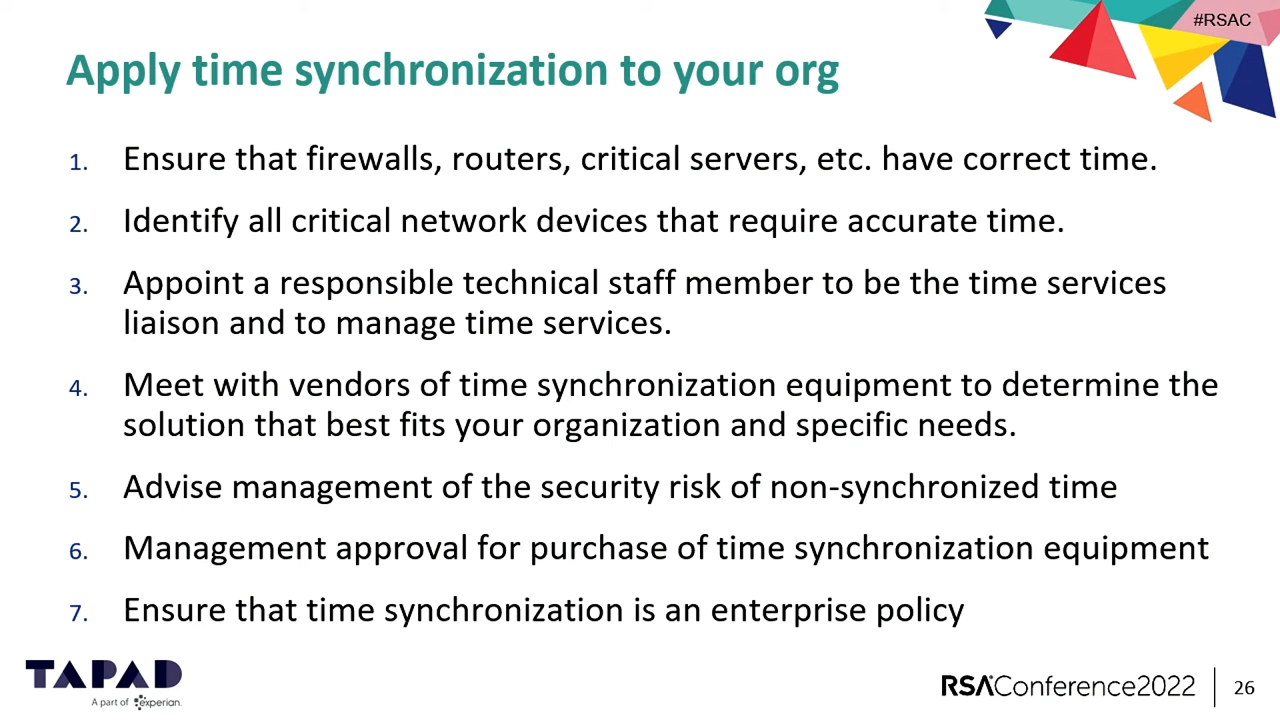 #RSAC
Apply time synchronization to your org
1. Ensure that firewalls, routers, critical servers, etc. have correct time.
2. Identify all critical network devices that require accurate time.
3. Appoint a responsible technical staff member to be the time services
liaison and to manage time services.
4. Meet with vendors of time synchronization equipment to determine the
solution that best fits your organization and specific needs.
5. Advise management of the security risk of non-synchronized time
6. Management approval for purchase of time synchronization equipment
7. Ensure that time synchronization is an enterprise policy
TAPAD
A part of experian.
RSAConference2022
26